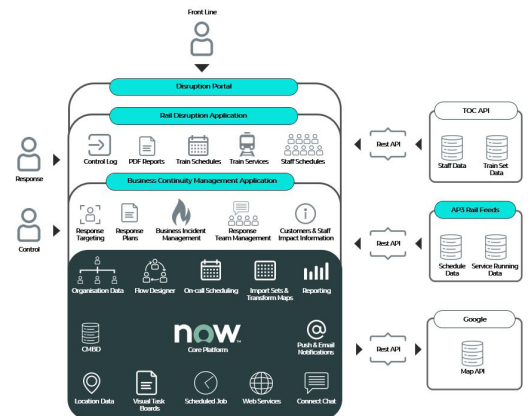 Front Line
Disruption Portal
Rail Disruption Application
Control Log
PDF Reports
Train Schedules
Train Services
Staff Schedules
Response
Business Continuity Management Application
Response
Targeting
Response
Plans
Business Incident
Management
Response
Team Management
Customers & Staff
Impact Information
Control
Organisation Data
Flow Designer
On-call Scheduling
Import Sets &
Transform Maps
Reporting
CMBD
now
Core Platform
Push & Email
Notifications
Location Data
Visual Task
Boards
Scheduled Job
Web Services
Connect Chat
Rest API
TOC API
Staff Data
Train Set
Data
Rest API
AP3 Rail Feeds
Schedule
Data
Service Running
Data
Rest API
Google
Map API